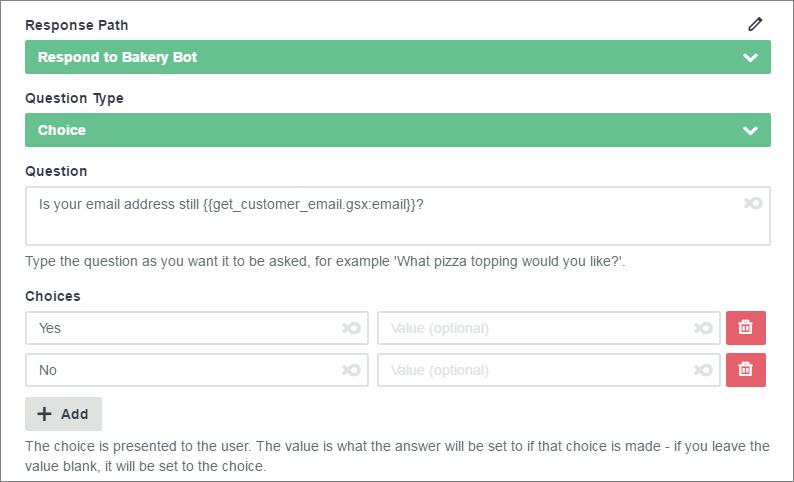 Response Path
Respond to Bakery Bot
Question Type
Choice
Question
Is your email address still {{get_customer_email.gsx:email}}?
Type the question as you want it to be asked, for example 'What pizza topping would you like?'.
Choices
Yes Value (optional)
No Value (optional)
Add
The choice is presented to the user. The value is what the answer will be set to if that choice is made - if you leave the
value blank, it will be set to the choice.